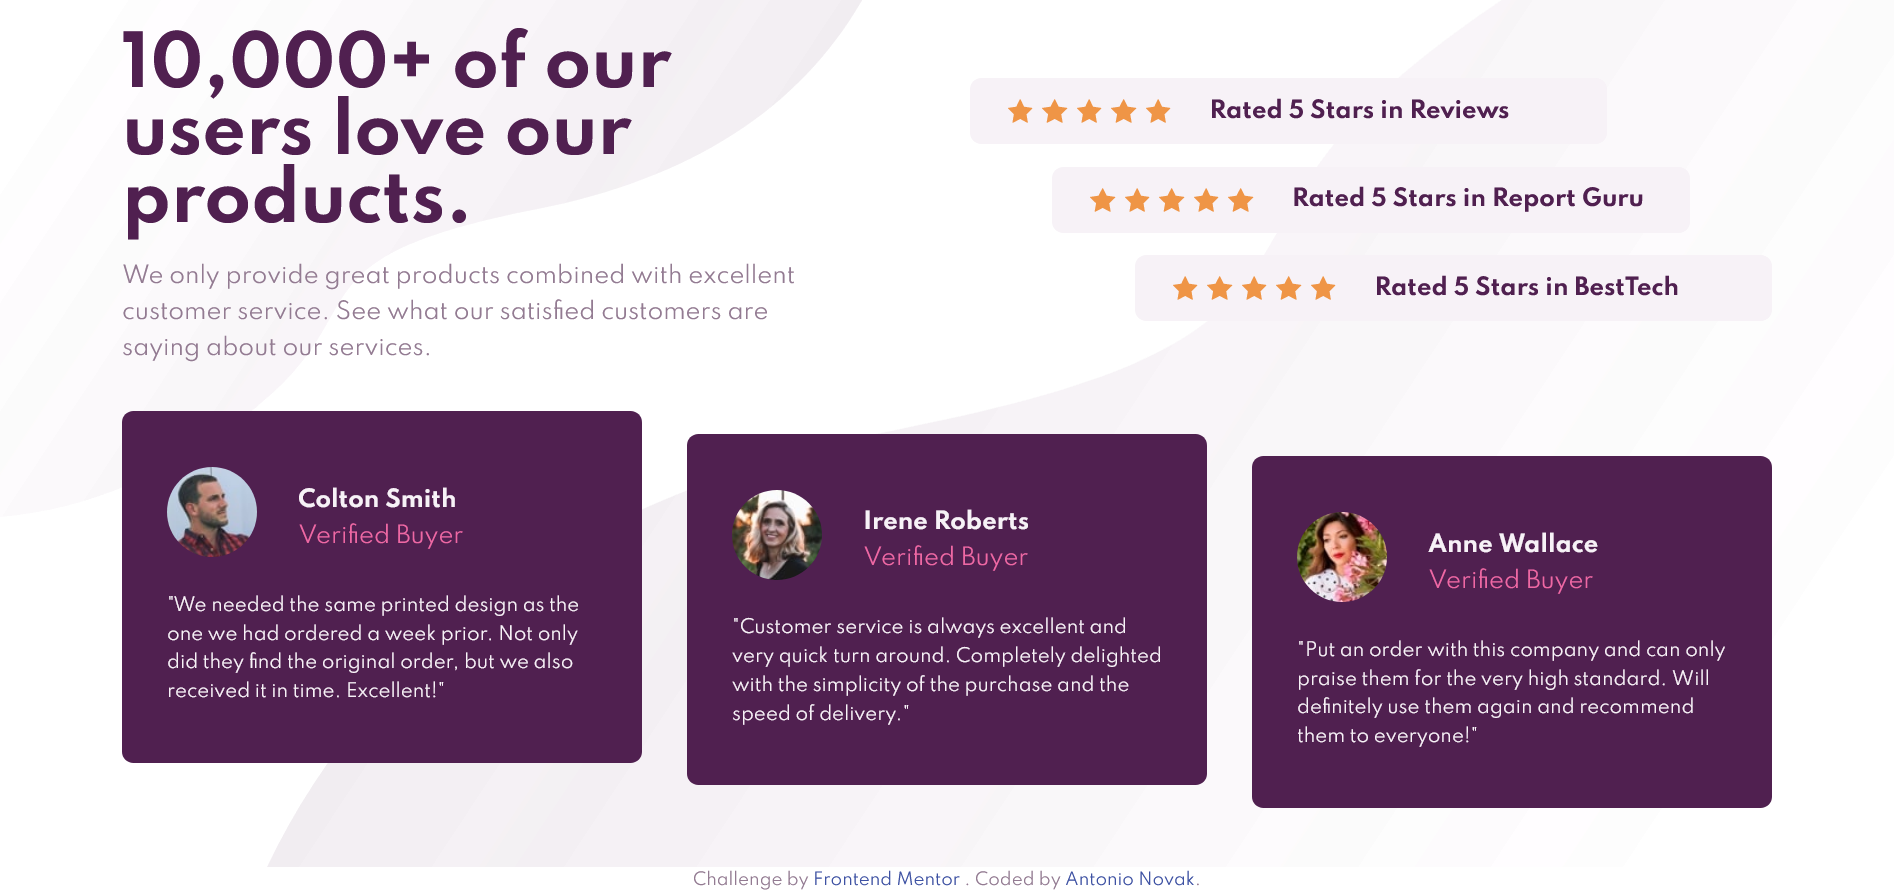 10,000+ of our
users love our
products.
We only provide great products combined with excellent
customer service. See what our satisfied customers are
saying about our services.
Rated 5 Stars in Reviews
Rated 5 Stars in Report Guru
Rated 5 Stars in BestTech
Colton Smith
Verified Buyer
"We needed the same printed design as the
one we had ordered a week prior. Not only
did they find the original order, but we also
received it in time. Excellent!"
Irene Roberts
Verified Buyer
"Customer service is always excellent and
very quick turn around. Completely delighted
with the simplicity of the purchase and the
speed of delivery."
Anne Wallace
Verified Buyer
"Put an order with this company and can only
praise them for the very high standard. Will
definitely use them again and recommend
them to everyone!"
Challenge by Frontend Mentor . Coded by Antonio Novak.